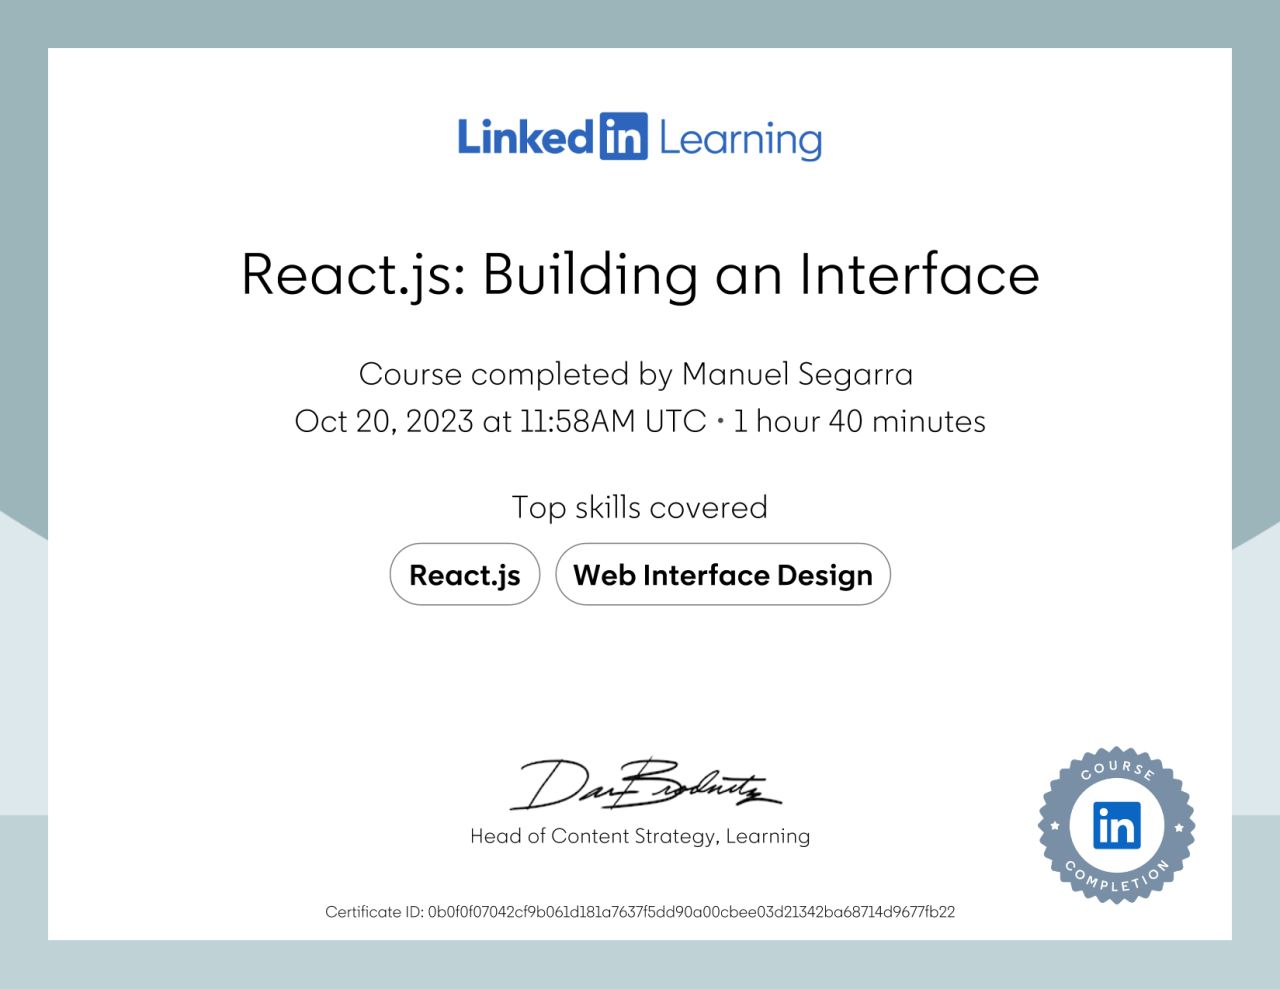 LinkedIn Learning
React.js: Building an Interface
Course completed by Manuel Segarra
Oct 20, 2023 at 11:58AM UTC • 1 hour 40 minutes
Top skills covered
React.js
Web Interface Design
Dan Brodnitz
Head of Content Strategy, Learning
COURSE
in
COMPLETION
Certificate ID: 0b0f0f07042cf9b061d181a7637f5dd90a00cbee03d21342ba68714d9677fb22